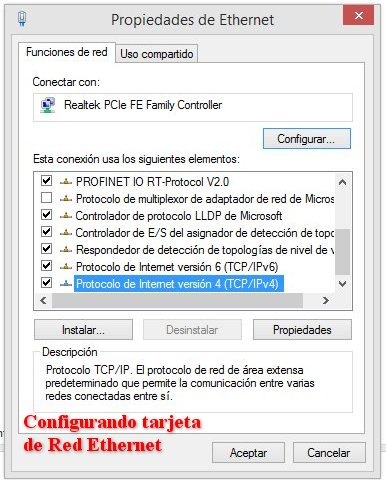 Propiedades de Ethernet
Funciones de red
Uso compartido
Conectar con:
Realtek PCIe FE Family Controller
Configurar...
Esta conexión usa los siguientes elementos:
PROFINET IO RT-Protocol V2.0
Protocolo de multiplexor de adaptador de red de Micros
Controlador de protocolo LLDP de Microsoft
Controlador de E/S del asignador de detección de topo
Respondedor de detección de topologías de nivel de v
Protocolo de Internet versión 6 (TCP/IPv6)
Protocolo de Internet versión 4 (TCP/IPv4)
Instalar...
Desinstalar
Propiedades
Descripción
Protocolo TCP/IP. El protocolo de red de área extensa
predeterminado que permite la comunicación entre varias
redes conectadas entre sí.
Configurando tarjeta
de Red Ethernet
Aceptar
Cancelar